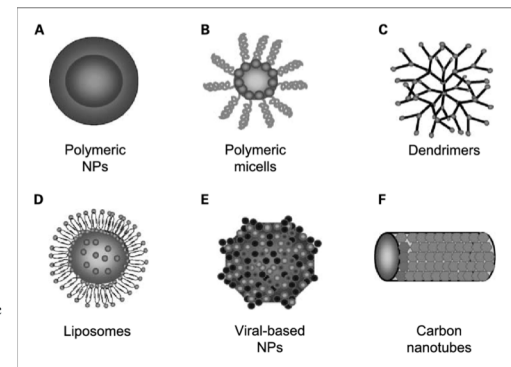 A
B
C
Polymeric
NPs
Polymeric
micells
Dendrimers
D
E
F
Liposomes
Viral-based
NPs
Carbon
nanotubes